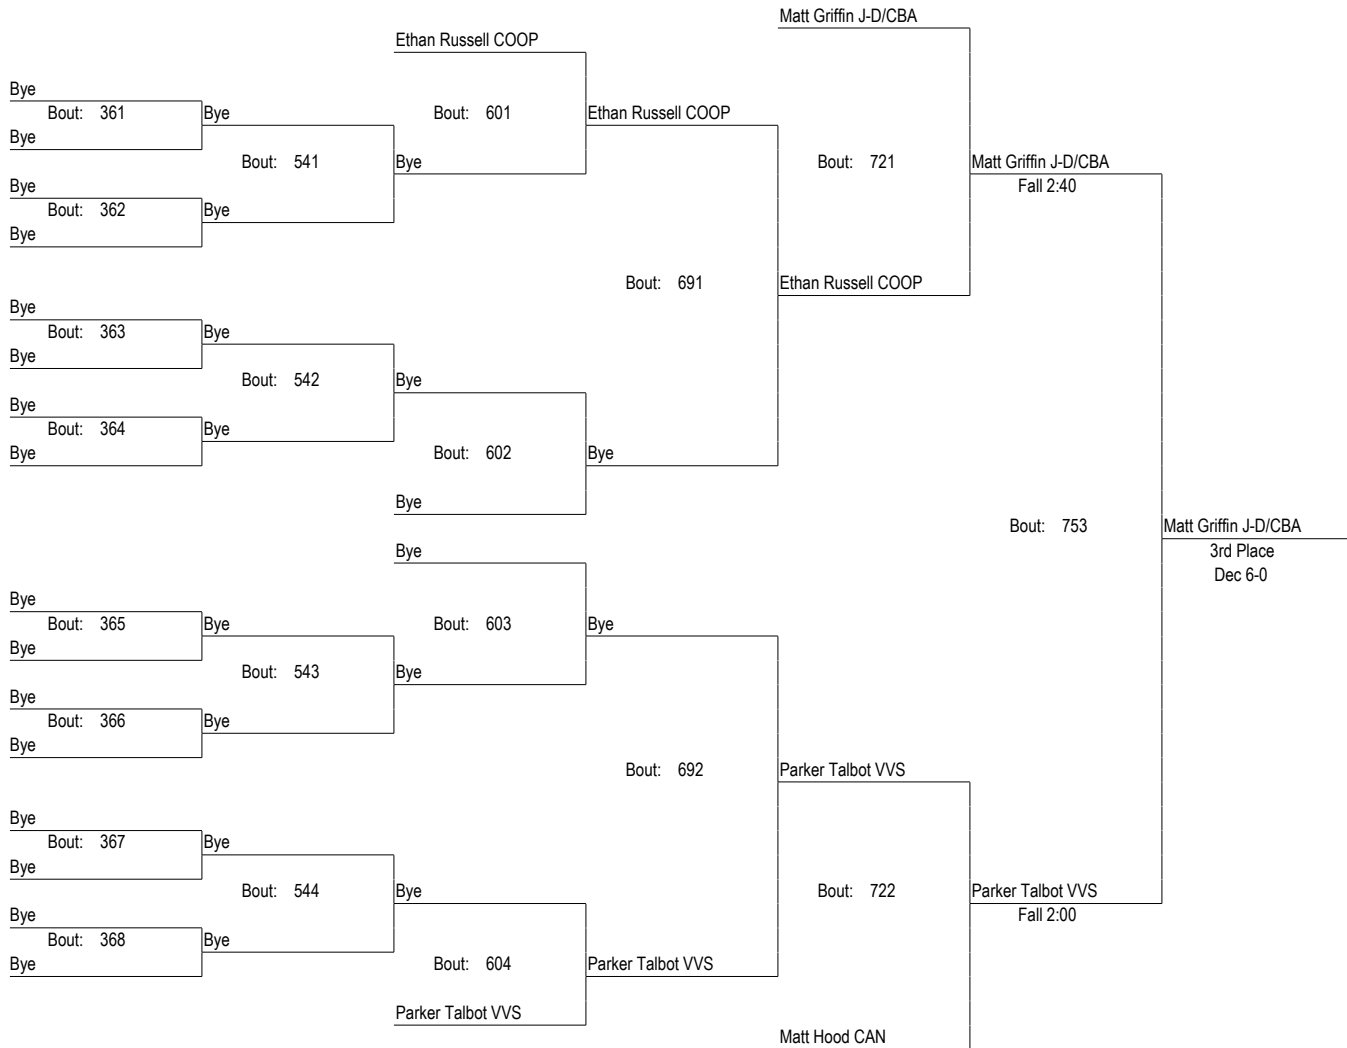 Matt Griffin J-D/CBA
Ethan Russell COOP
Bye
Bout: 361 Bye Bout: 601 Ethan Russell COOP
Bye
Bout: 541 Bye Bout: 721 Matt Griffin J-D/CBA
Bye Fall 2:40
Bout: 362 Bye
Bye
Bout: 691 Ethan Russell COOP
Bye
Bout: 363 Bye
Bye
Bout: 542 Bye
Bye
Bout: 364 Bye
Bye Bout: 602 Bye
Bye
Bout: 753 Matt Griffin J-D/CBA
Bye 3rd Place
Dec 6-0
Bye
Bout: 365 Bye Bout: 603 Bye
Bye
Bout: 543 Bye
Bye
Bout: 366 Bye
Bye
Bout: 692 Parker Talbot VVS
Bye
Bout: 367 Bye
Bye
Bout: 544 Bye Bout: 722 Parker Talbot VVS
Bye Fall 2:00
Bout: 368 Bye
Bye Bout: 604 Parker Talbot VVS
Parker Talbot VVS
Matt Hood CAN